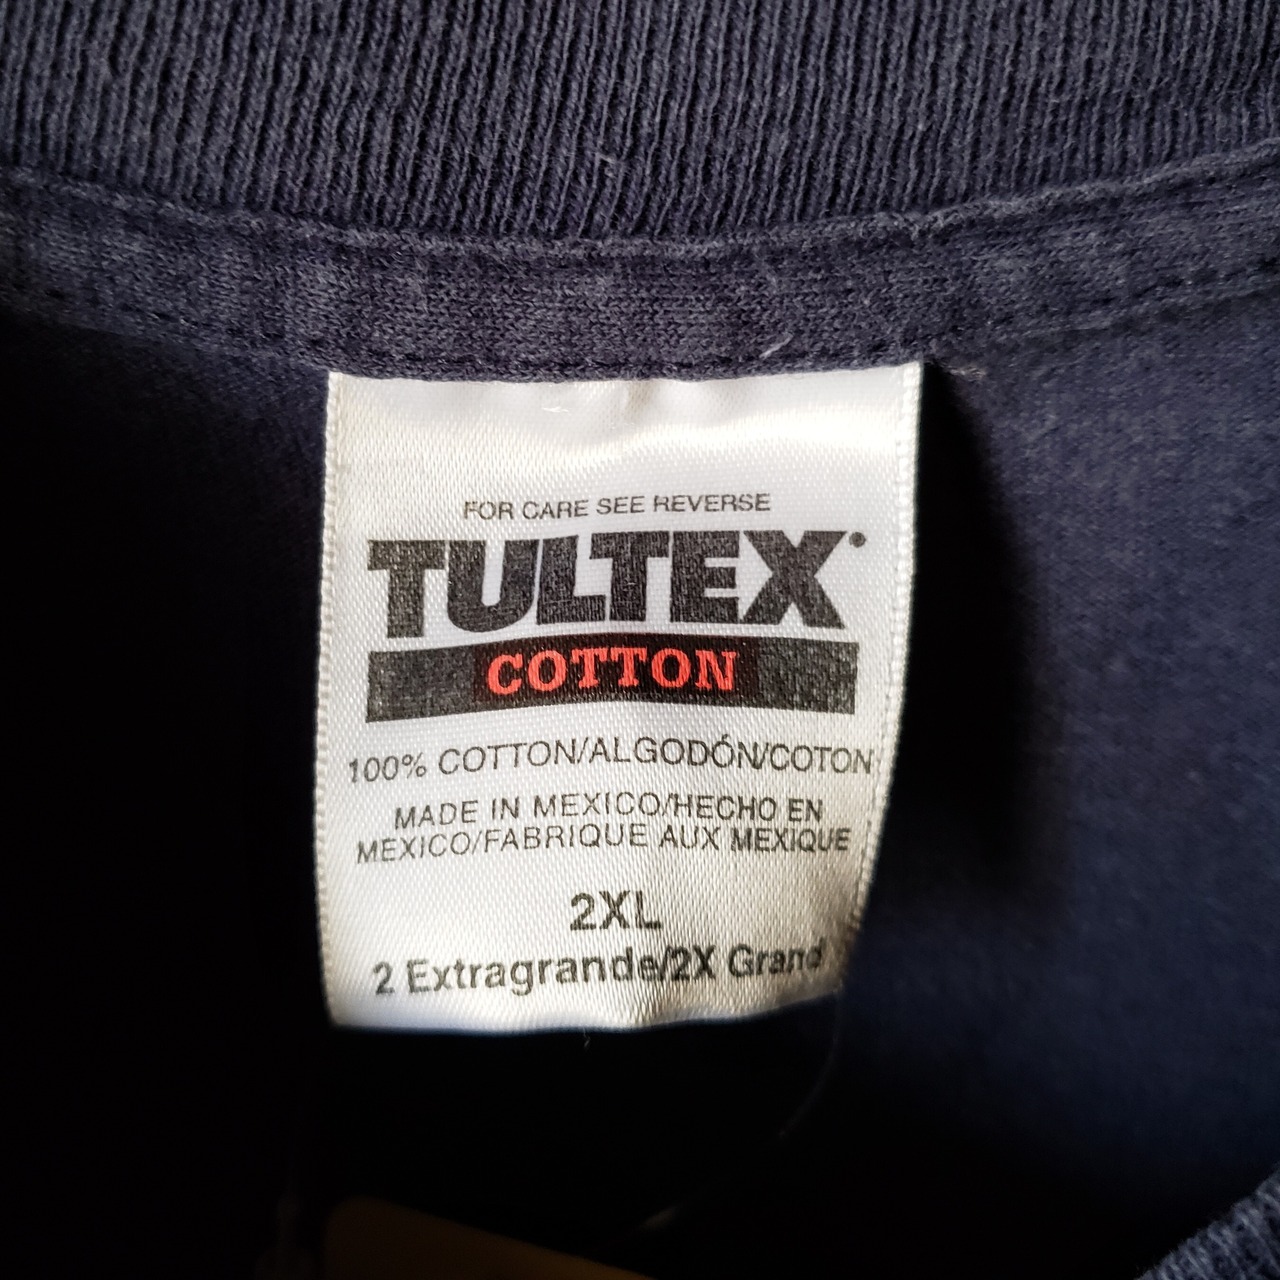 FOR CARE SEE REVERSE
TULTEX
COTTON
100% COTTON/ALGODÓN/COTON
MADE IN MEXICO/HECHO EN
MEXICO/FABRIQUE AUX MEXIQUE
2XL
2 Extragrande/2X Grand